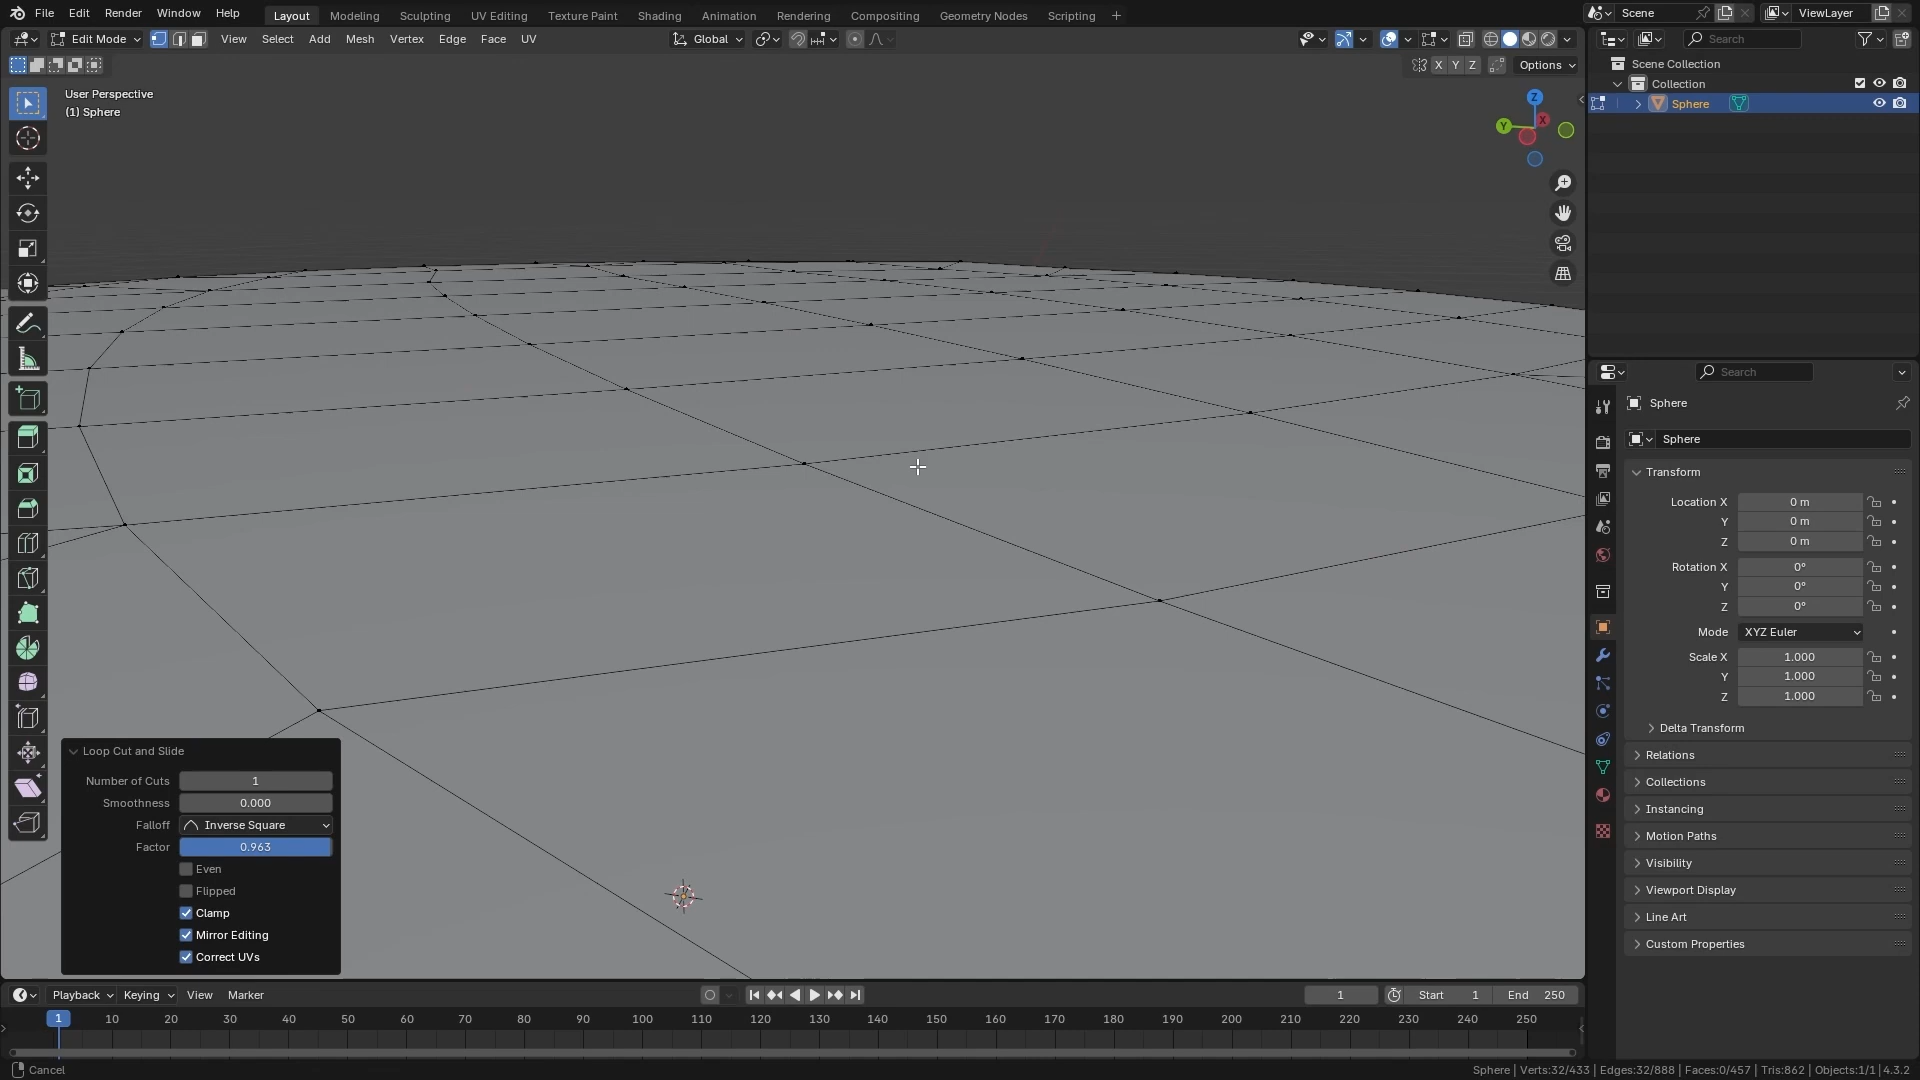 File Edit Render Window Help Layout Modeling Sculpting UV Editing Texture Paint Shading Animation Rendering Compositing Geometry Nodes Scripting + Scene ViewLayer
Edit Mode View Select Add Mesh Vertex Edge Face UV Global Search
X Y Z Options
Scene Collection
Collection
Sphere
User Perspective
(1) Sphere
Z
Y X
Search
Sphere
Sphere
Transform
Location X 0 m
Y 0 m
Z 0 m
Rotation X 0°
Y 0°
Z 0°
Mode XYZ Euler
Scale X 1.000
Y 1.000
Z 1.000
Delta Transform
Relations
Collections
Instancing
Motion Paths
Visibility
Viewport Display
Line Art
Custom Properties
Loop Cut and Slide
Number of Cuts 1
Smoothness 0.000
Falloff Inverse Square
Factor 0.963
Even
Flipped
Clamp
Mirror Editing
Correct UVs
Playback Keying View Marker 1 Start 1 End 250
1 10 20 30 40 50 60 70 80 90 100 110 120 130 140 150 160 170 180 190 200 210 220 230 240 250
Cancel Sphere | Verts:32/433 | Edges:32/888 | Faces:0/457 | Tris:862 | Objects:1/1 | 4.3.2